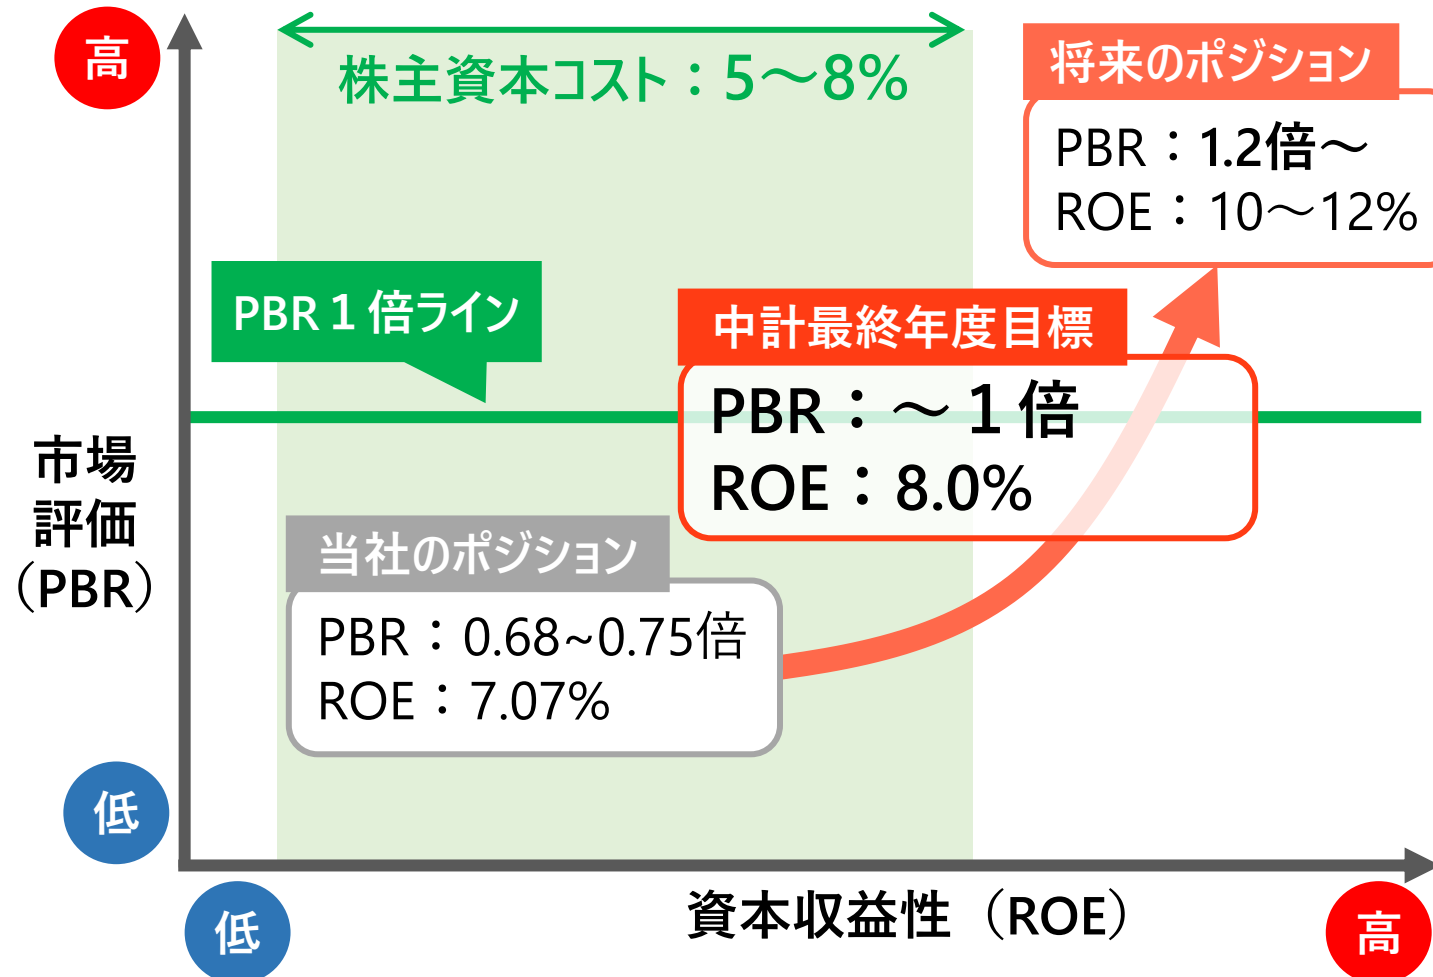 高
株主資本コスト：5～8%
将来のポジション
PBR：1.2倍～
ROE：10～12%
PBR１倍ライン
中計最終年度目標
PBR：～１倍
ROE：8.0%
市場
評価
（PBR）
当社のポジション
PBR：0.68~0.75倍
ROE：7.07%
低
低
資本収益性（ROE）
高